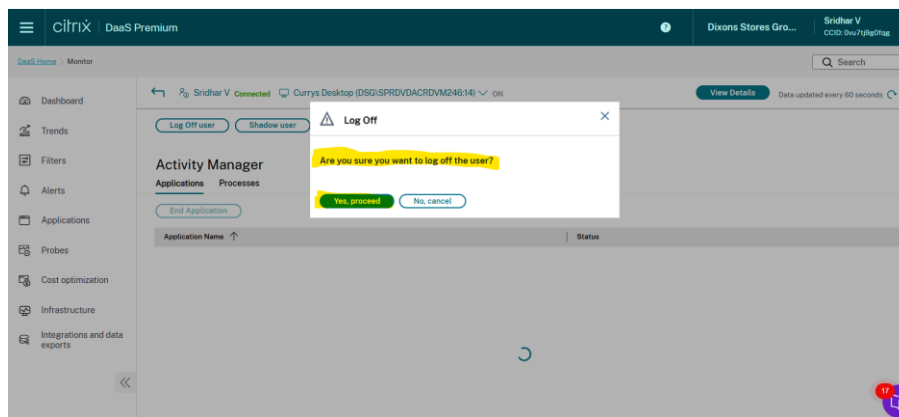 citrix | DaaS Premium
Dixons Stores Gro...
Sridhar V
CCID: 0vu7tj9g0fqg
DaaS Home > Monitor
Search
Sridhar V Connected Currys Desktop (DSG\SPRDVDACRDVM246:14) ON
View Details
Data updated every 60 seconds
Dashboard
Trends
Filters
Alerts
Applications
Probes
Cost optimization
Infrastructure
Integrations and data
exports
Log Off user
Shadow user
Activity Manager
Applications Processes
End Application
Application Name
Status
Log Off
Are you sure you want to log off the user?
Yes, proceed
No, cancel
17